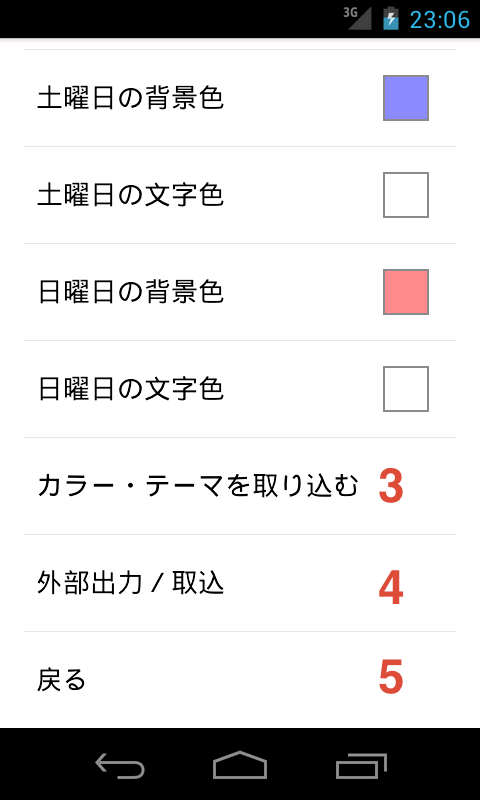 3G 23:06
土曜日の背景色
土曜日の文字色
日曜日の背景色
日曜日の文字色
カラー・テーマを取り込む 3
外部出力 / 取込 4
戻る 5